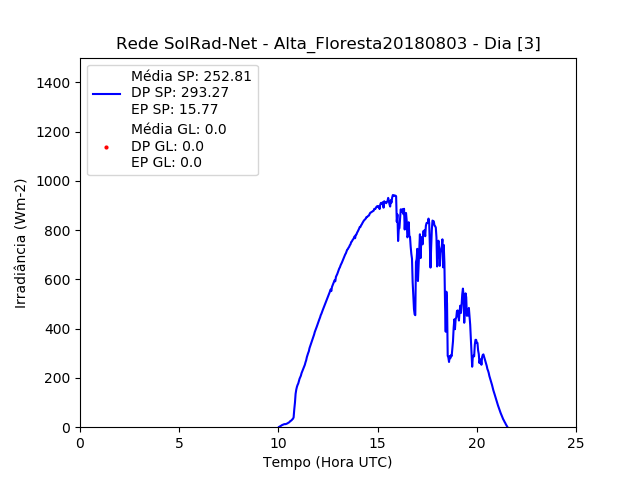 Rede SolRad-Net - Alta_Floresta20180803 - Dia [3]
Média SP: 252.81
DP SP: 293.27
EP SP: 15.77
Média GL: 0.0
DP GL: 0.0
EP GL: 0.0
1400
1200
1000
800
600
400
200
0
Irradiância (Wm-2)
0 5 10 15 20 25
Tempo (Hora UTC)